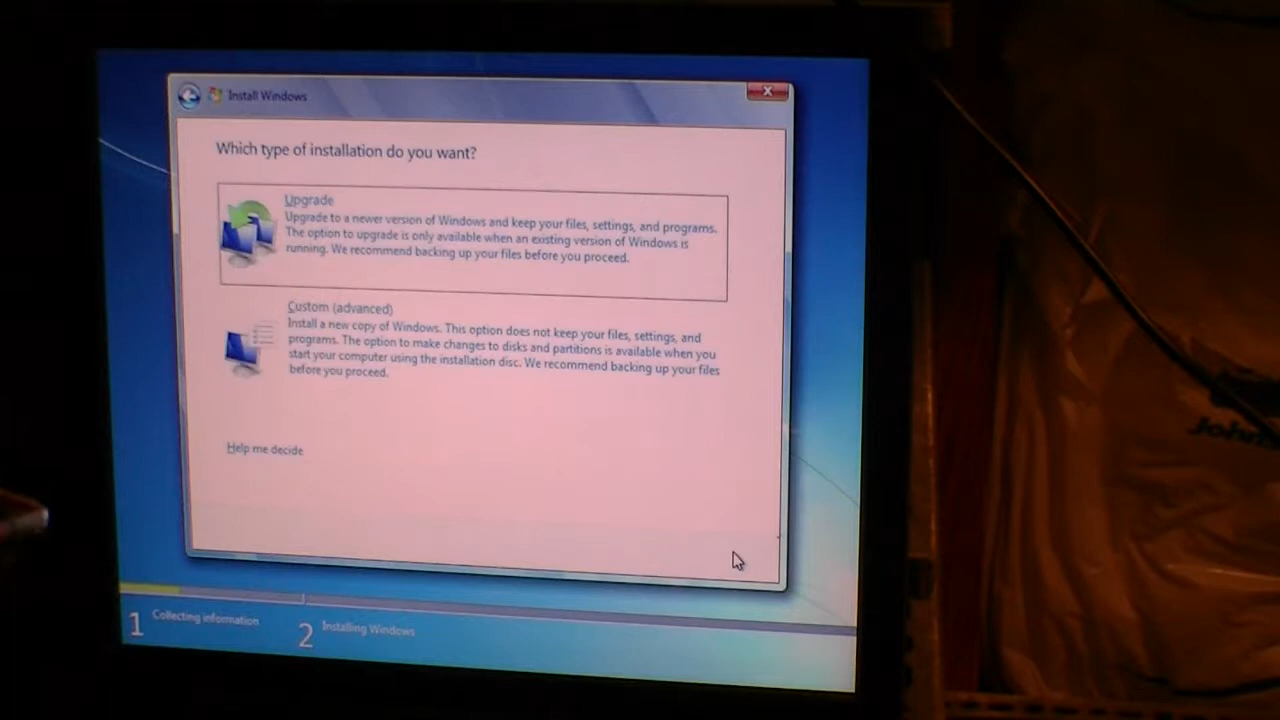 Install Windows
Which type of installation do you want?
Upgrade
Upgrade to a newer version of Windows and keep your files, settings, and programs.
The option to upgrade is only available when an existing version of Windows is
running. We recommend backing up your files before you proceed.
Custom (advanced)
Install a new copy of Windows. This option does not keep your files, settings, and
programs. The option to make changes to disks and partitions is available when you
start your computer using the installation disc. We recommend backing up your files
before you proceed.
Help me decide
1 Collecting information
2 Installing Windows